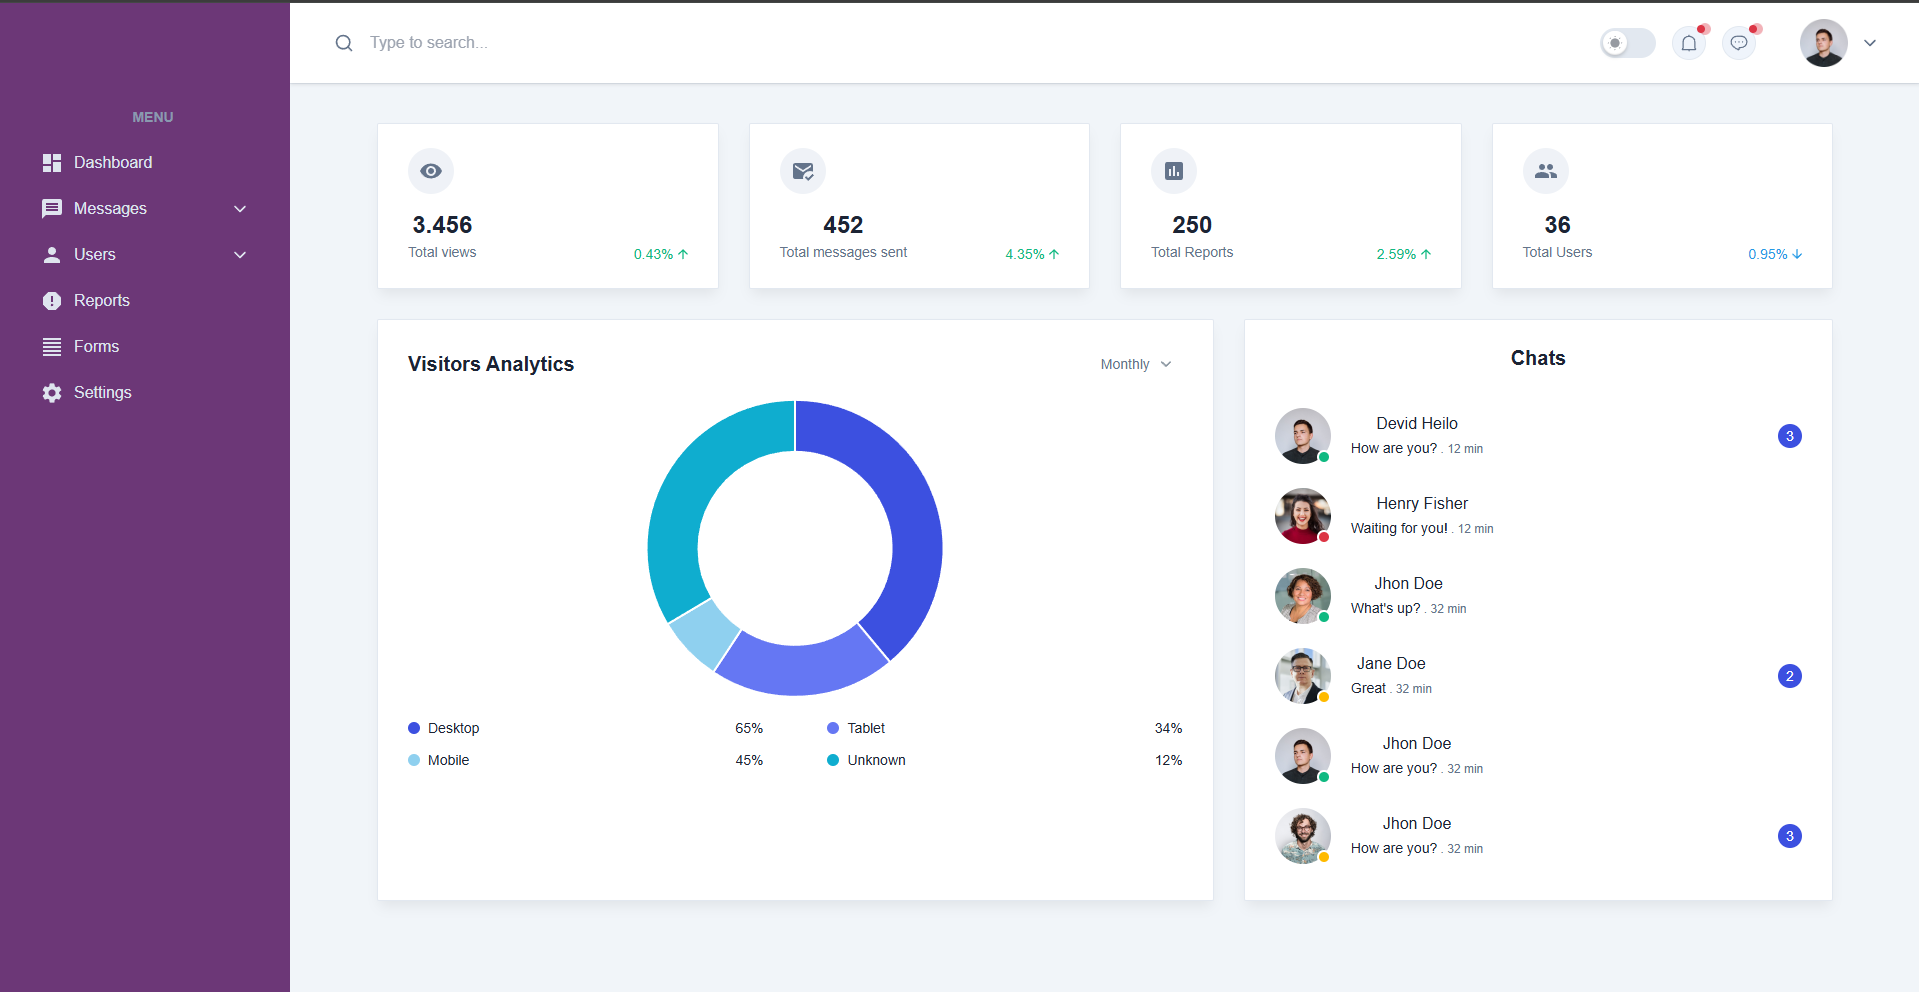 Type to search...
MENU
Dashboard
Messages
Users
Reports
Forms
Settings
3.456
Total views
0.43%
452
Total messages sent
4.35%
250
Total Reports
2.59%
36
Total Users
0.95%
Visitors Analytics
Monthly
Desktop 65%
Tablet 34%
Mobile 45%
Unknown 12%
Chats
Devid Heilo
How are you? . 12 min
3
Henry Fisher
Waiting for you! . 12 min
Jhon Doe
What's up? . 32 min
Jane Doe
Great . 32 min
2
Jhon Doe
How are you? . 32 min
Jhon Doe
How are you? . 32 min
3